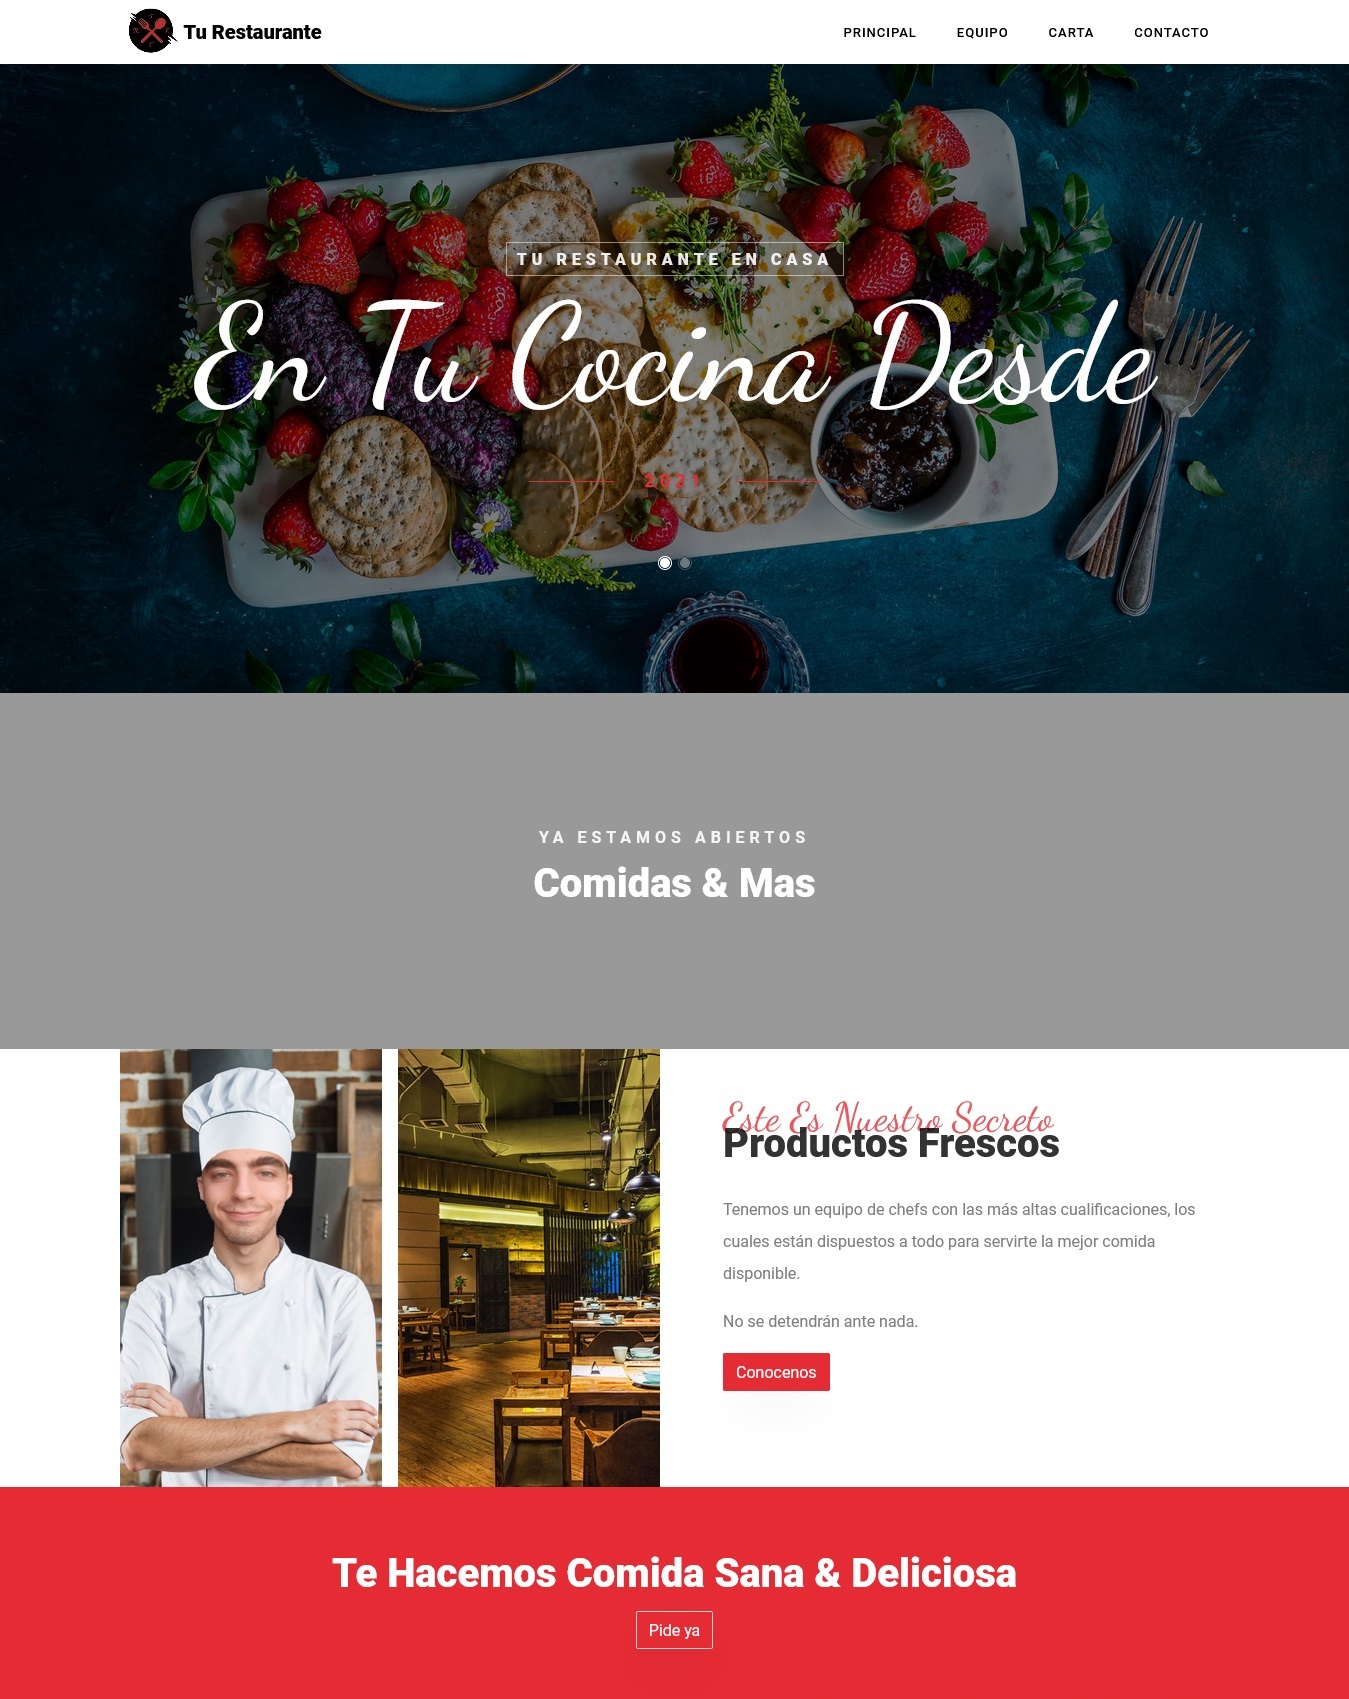 Tu Restaurante
PRINCIPAL EQUIPO CARTA CONTACTO
TU RESTAURANTE EN CASA
En Tu Cocina Desde
2021
YA ESTAMOS ABIERTOS
Comidas & Mas
Este Es Nuestro Secreto
Productos Frescos
Tenemos un equipo de chefs con las más altas cualificaciones, los
cuales están dispuestos a todo para servirte la mejor comida
disponible.
No se detendrán ante nada.
Conocenos
Te Hacemos Comida Sana & Deliciosa
Pide ya